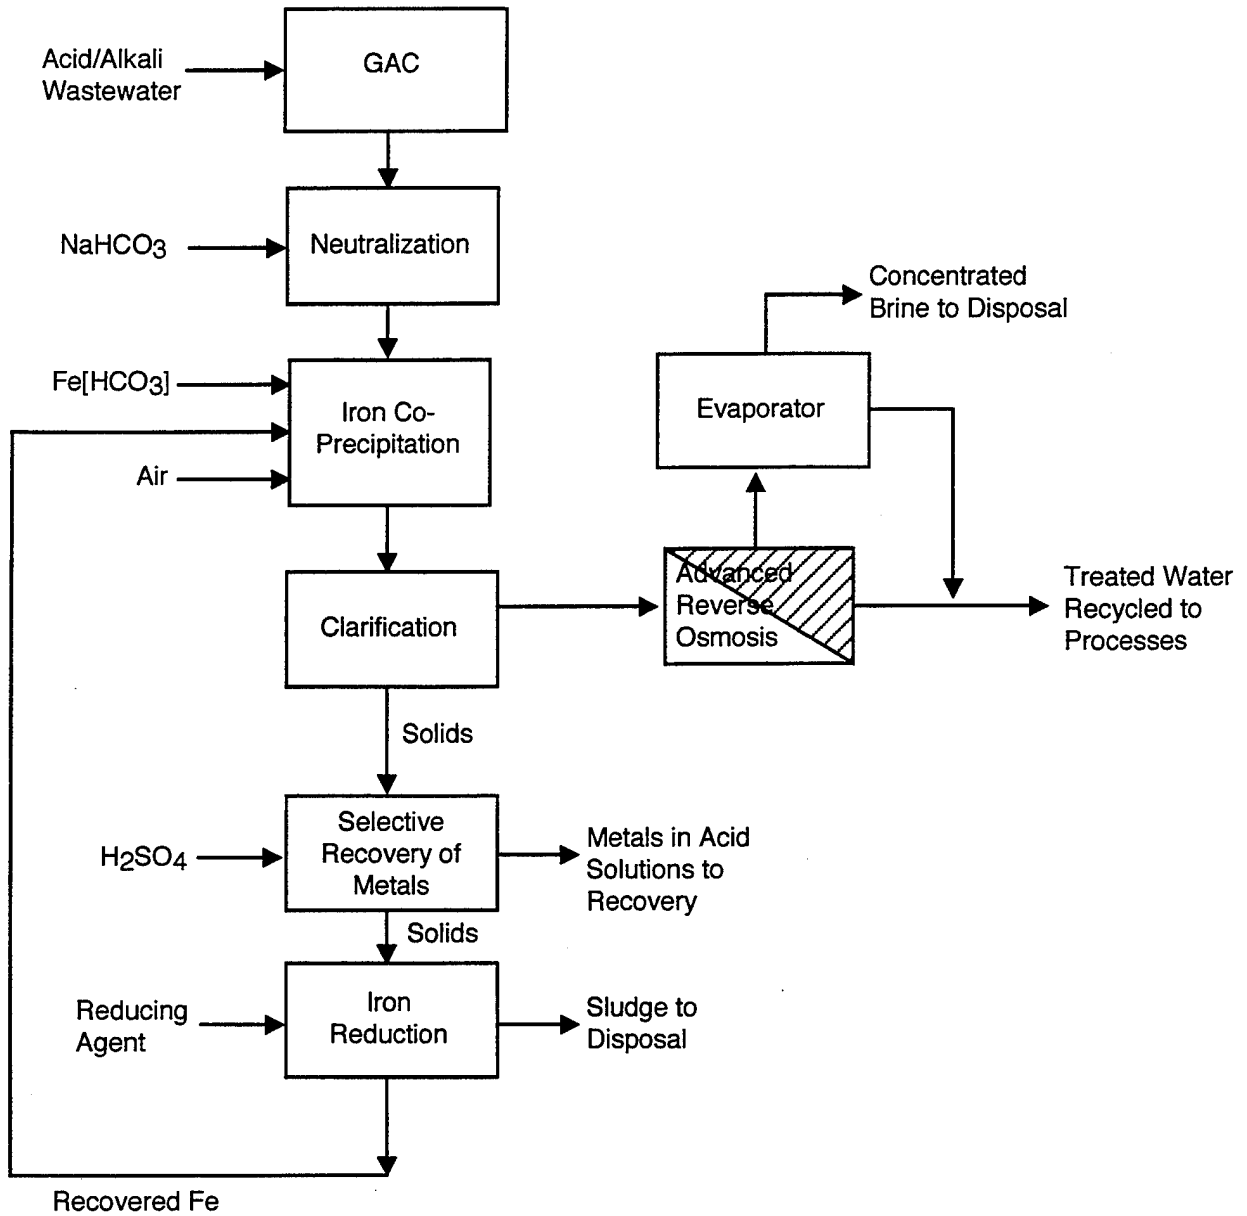 Acid/Alkali
Wastewater
GAC
NaHCO3
Neutralization
Concentrated
Brine to Disposal
Fe[HCO3]
Iron Co-
Precipitation
Air
Evaporator
Advanced
Reverse
Osmosis
Treated Water
Recycled to
Processes
Clarification
Solids
H2SO4
Selective
Recovery of
Metals
Metals in Acid
Solutions to
Recovery
Solids
Reducing
Agent
Iron
Reduction
Sludge to
Disposal
Recovered Fe